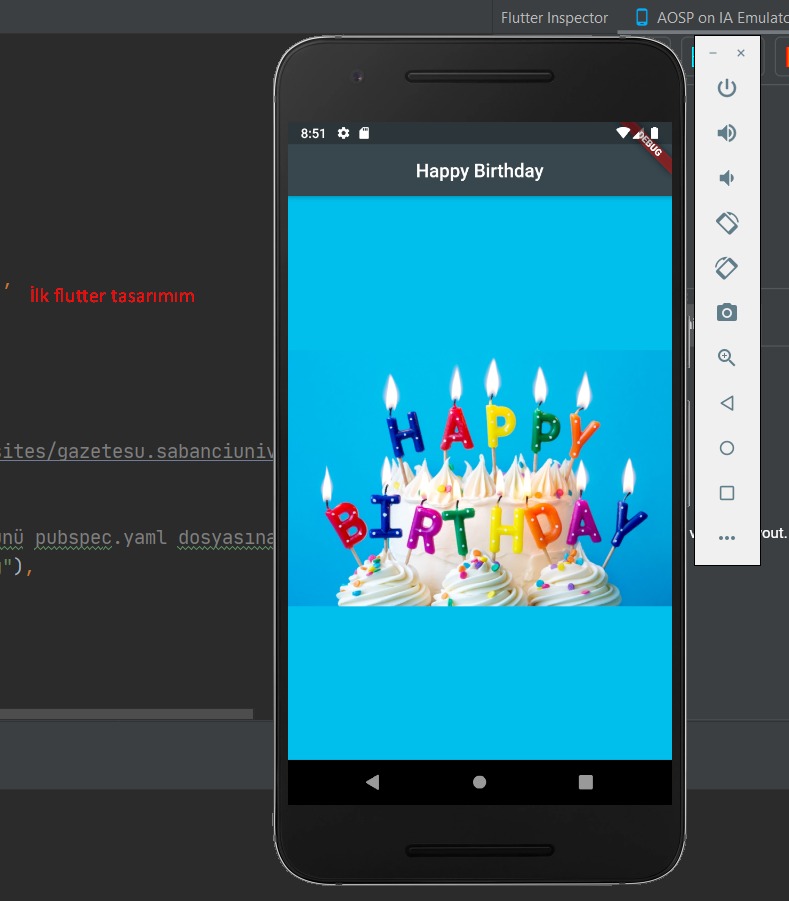 Flutter Inspector
AOSP on IA Emulato
8:51
DEBUG
Happy Birthday
,
İlk flutter tasarımım
HAPPY
BIRTHDAY
sites/gazetesu.sabanciuniv
ünü pubspec.yaml dosyasına
"),
yout.